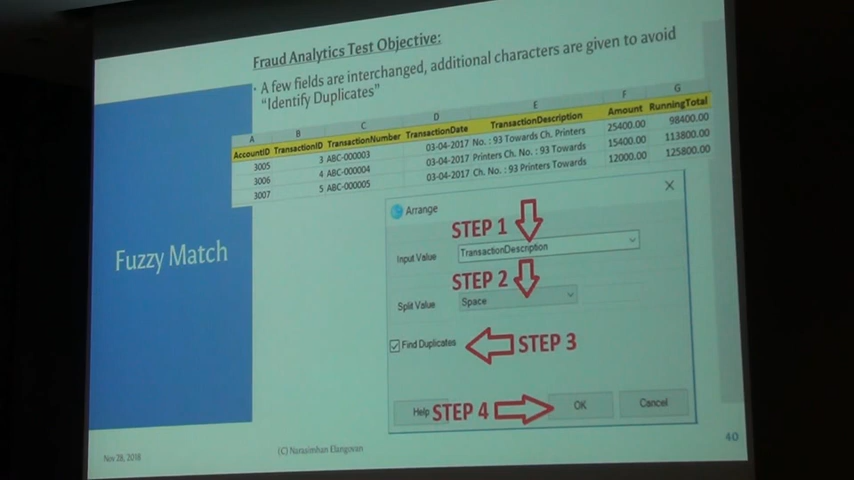 Fraud Analytics Test Objective:
• A few fields are interchanged, additional characters are given to avoid
"Identify Duplicates"
A B C D E F G
AccountID TransactionID TransactionNumber TransactionDate TransactionDescription Amount RunningTotal
3005 3 ABC-000003 03-04-2017 No. : 93 Towards Ch. Printers 25400.00 98400.00
3006 4 ABC-000004 03-04-2017 Printers Ch. No. : 93 Towards 15400.00 113800.00
3007 5 ABC-000005 03-04-2017 Ch. No. : 93 Printers Towards 12000.00 125800.00
Fuzzy Match
Arrange
STEP 1
Input Value TransactionDescription
STEP 2
Split Value Space
Find Duplicates STEP 3
Help STEP 4 OK Cancel
Nov 28, 2018 (C) Narasimhan Elangovan 40